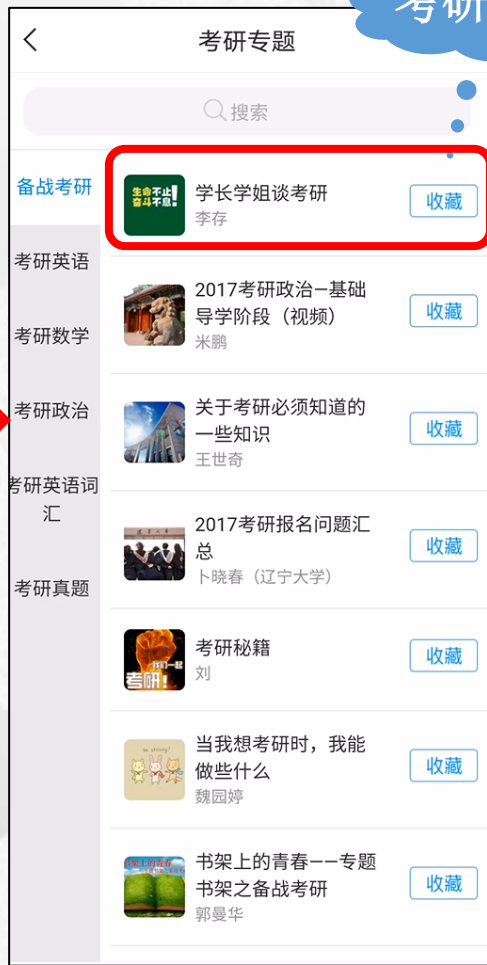 考研
考研专题
搜索
备战考研
考研英语
考研数学
考研政治
考研英语词
汇
考研真题
生命不止
奋斗不息!
学长学姐谈考研
李存
收藏
2017考研政治—基础
导学阶段（视频）
米鹏
收藏
关于考研必须知道的
一些知识
王世奇
收藏
2017考研报名问题汇
总
卜晓春（辽宁大学）
收藏
我们一起
考研!
考研秘籍
刘
收藏
be strong!
当我想考研时，我能
做些什么
魏园婷
收藏
书架上的青春
书架上的青春——专题
书架之备战考研
郭曼华
收藏